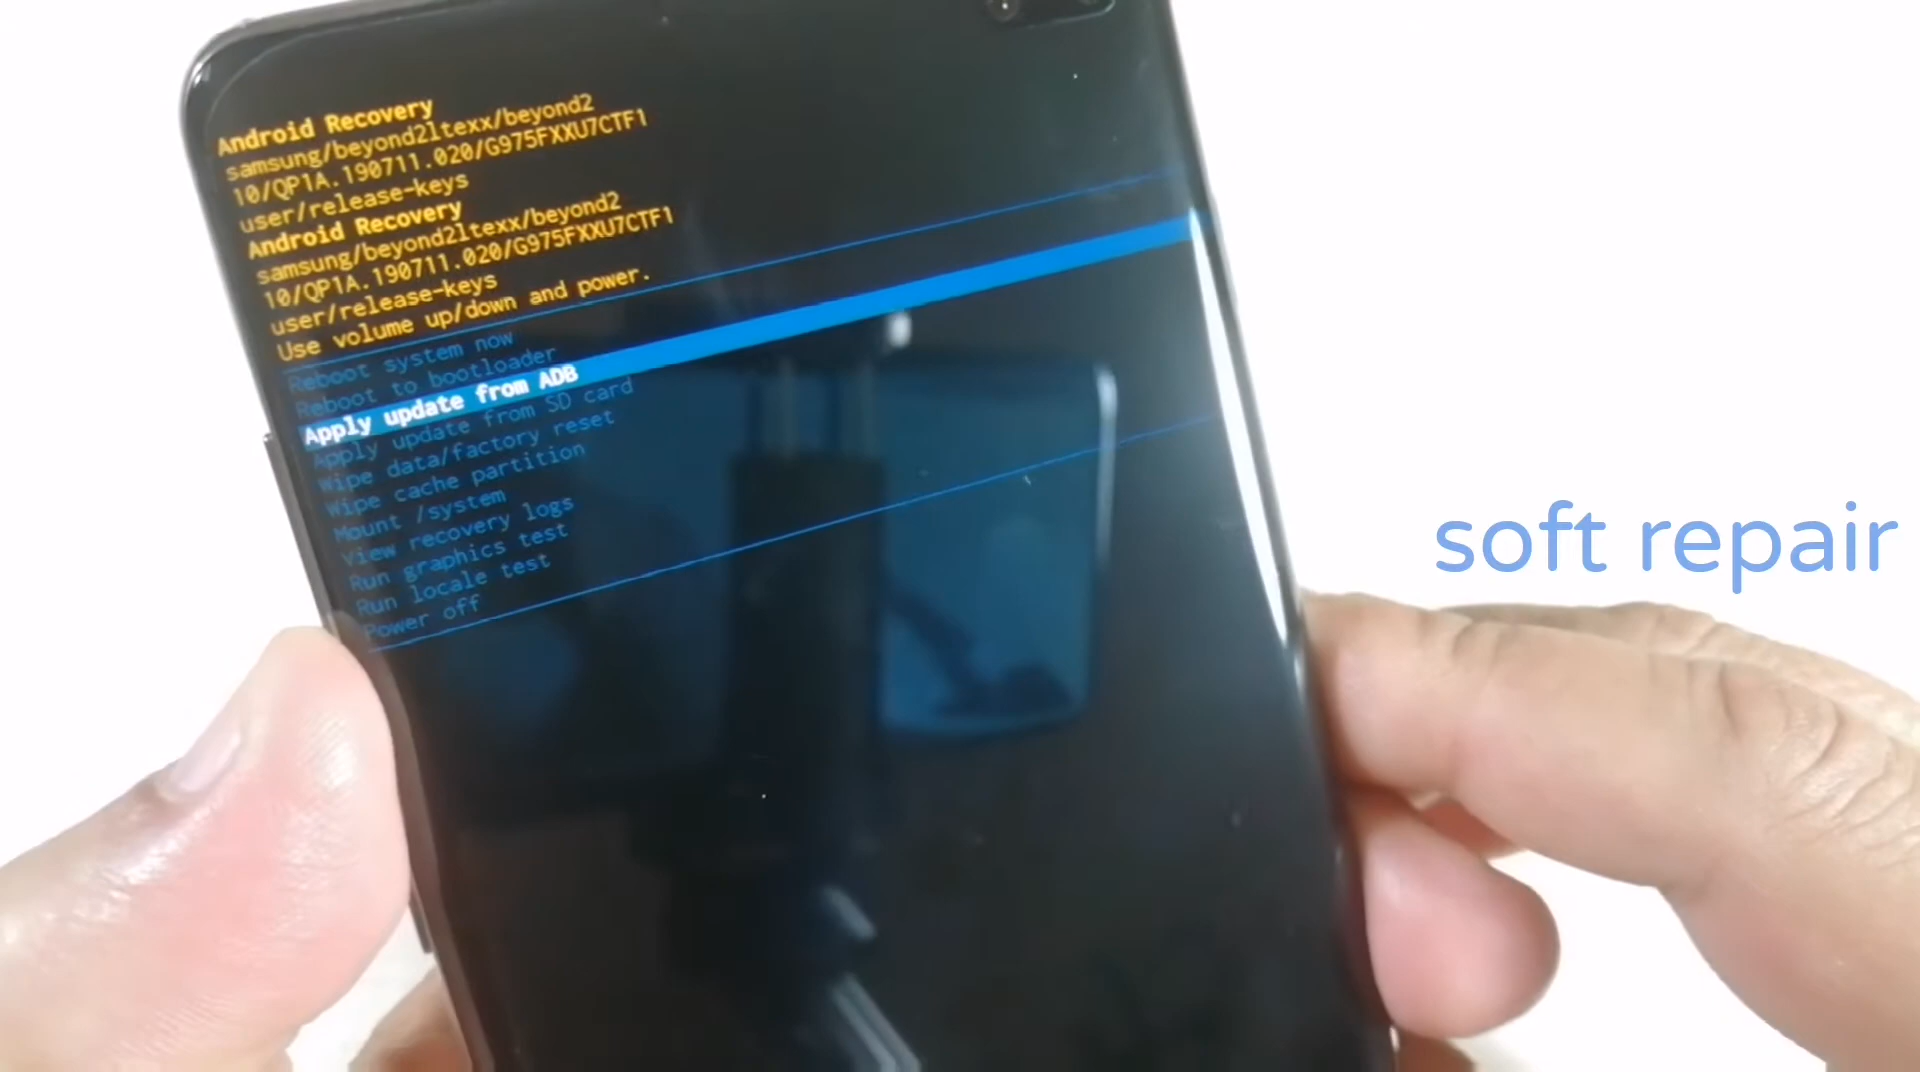 Android Recovery
samsung/beyond2ltexx/beyond2
10/QP1A.190711.020/G975FXXU7CTF1
user/release-keys
Android Recovery
samsung/beyond2ltexx/beyond2
10/QP1A.190711.020/G975FXXU7CTF1
user/release-keys
Use volume up/down and power.
Reboot system now
Reboot to bootloader
Apply update from ADB
Apply update from SD card
Wipe data/factory reset
Wipe cache partition
Mount /system
View recovery logs
Run graphics test
Run locale test
Power off
soft repair